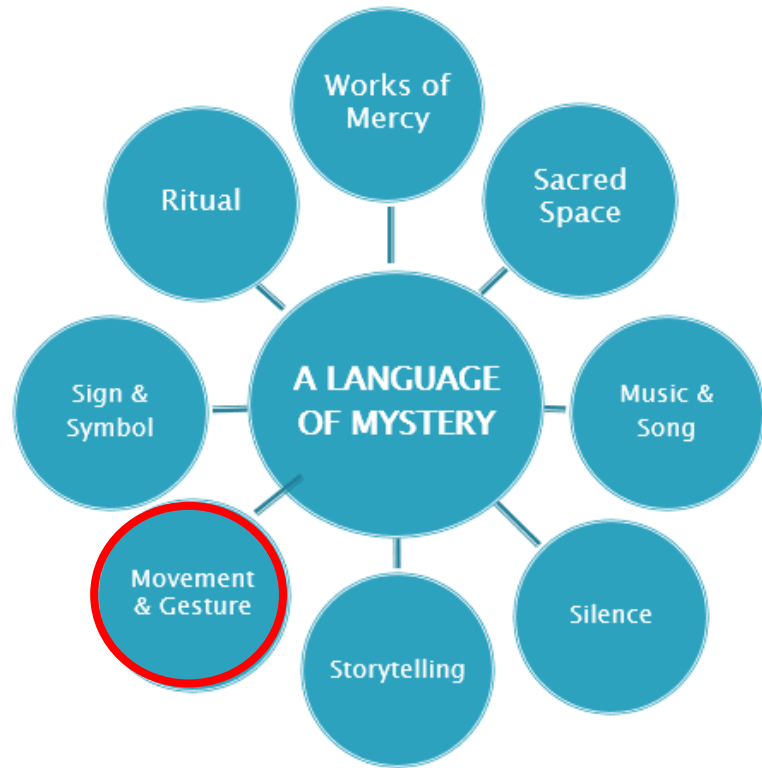 Works of
Mercy
Sacred
Space
Music &
Song
Silence
Storytelling
Movement
& Gesture
Sign &
Symbol
Ritual
A LANGUAGE
OF MYSTERY